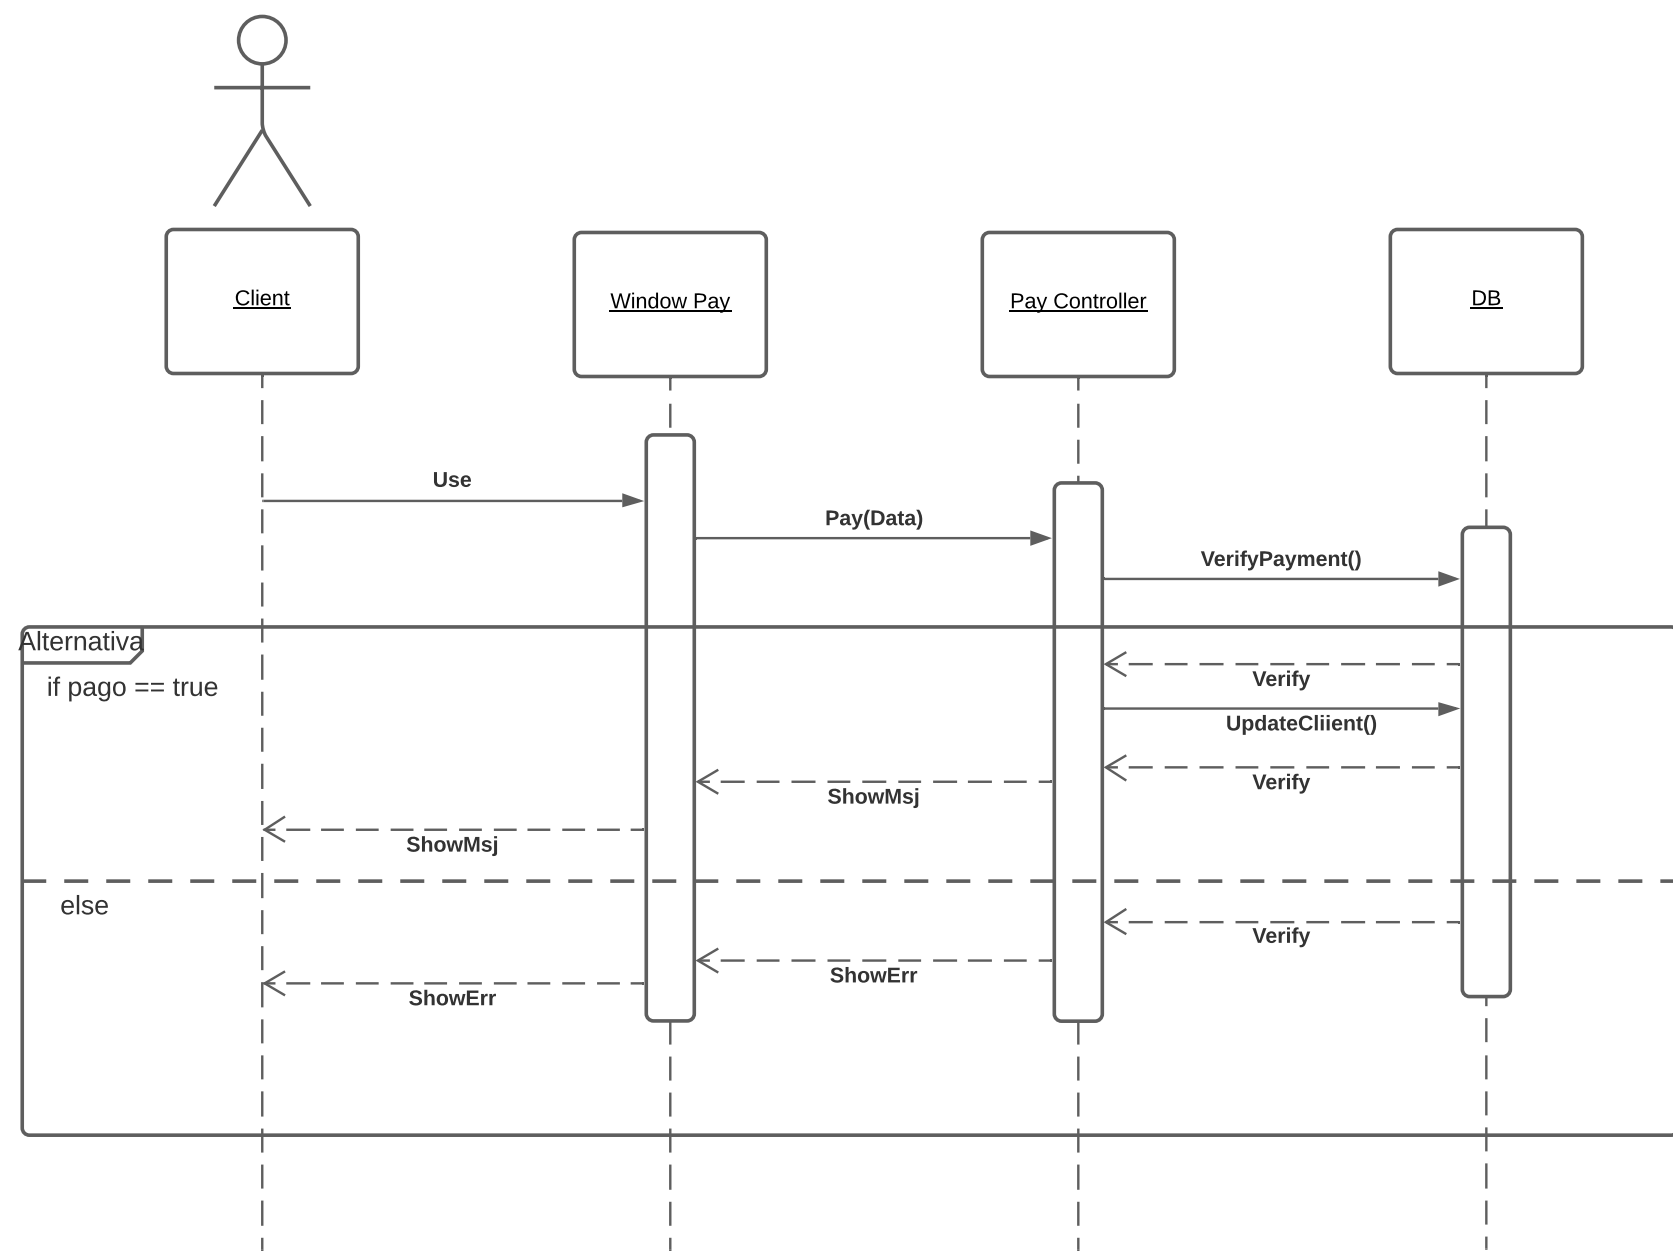 Client
Window Pay
Pay Controller
DB
Use
Pay(Data)
VerifyPayment()
Alternativa
if pago == true
Verify
UpdateCliient()
Verify
ShowMsj
ShowMsj
else
Verify
ShowErr
ShowErr